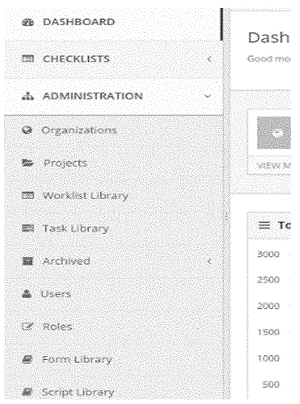 DASHBOARD
CHECKLISTS
ADMINISTRATION
Organizations
Projects
Worklist Library
Task Library
Archived
Users
Roles
Form Library
Script Library
Dash
Good mo
VIEW M
To
3000
2500
2000
1500
1000
500